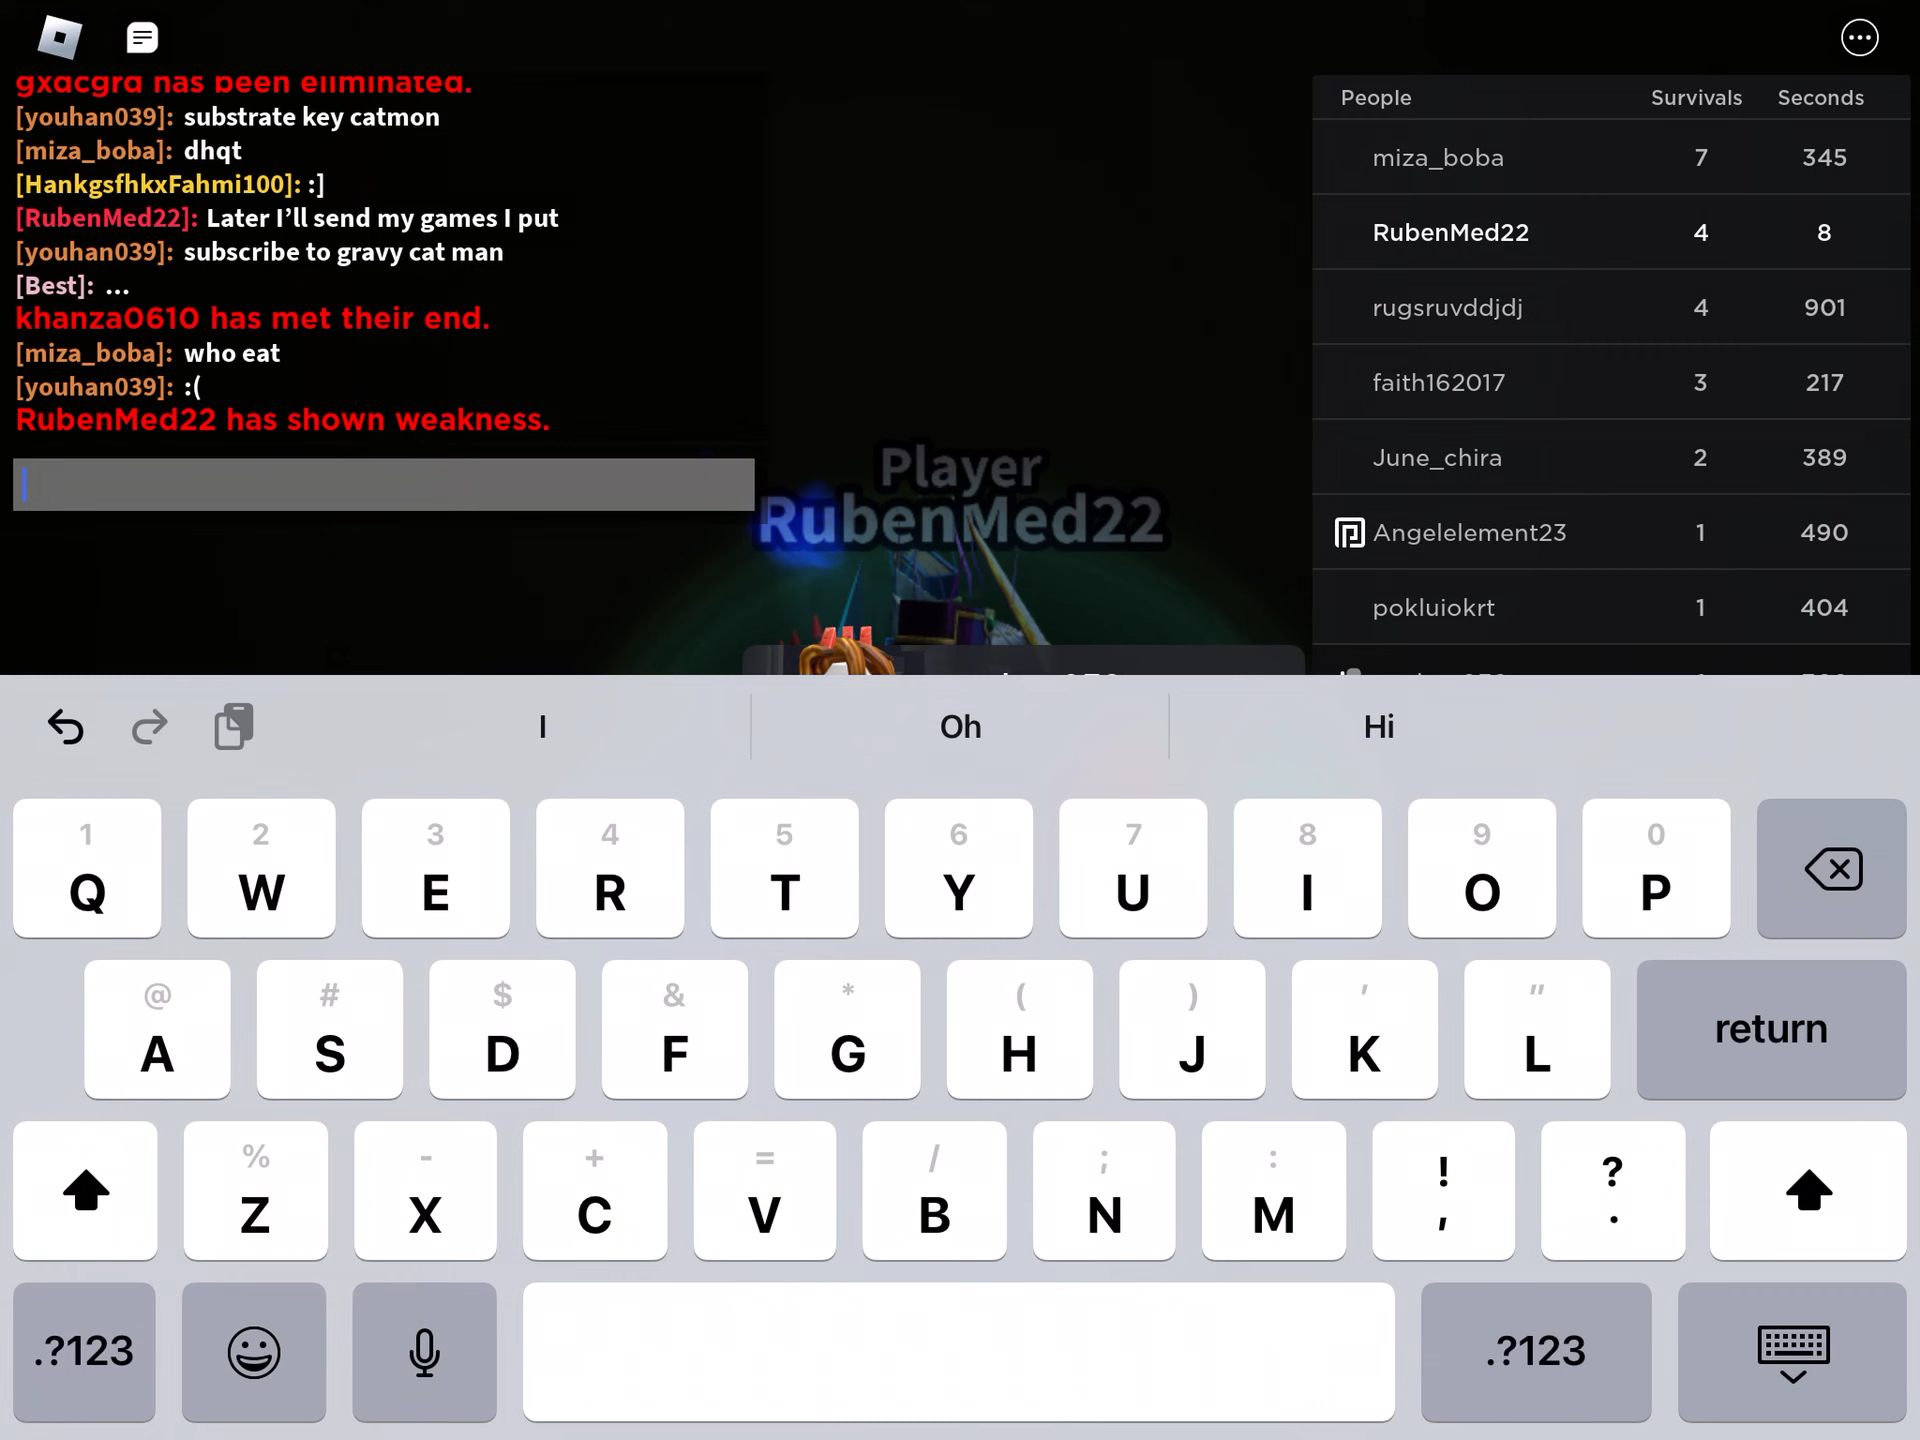 gxdcgrd has been eliminated.
[youhan039]: substrate key catmon
[miza_boba]: dhqt
[HankgsfhkxFahmi100]: :]
[RubenMed22]: Later I’ll send my games I put
[youhan039]: subscribe to gravy cat man
[Best]: ...
khanza0610 has met their end.
[miza_boba]: who eat
[youhan039]: :(
RubenMed22 has shown weakness.
Player
RubenMed22
People Survivals Seconds
miza_boba 7 345
RubenMed22 4 8
rugsruvddjdj 4 901
faith162017 3 217
June_chira 2 389
Angelelement23 1 490
pokluiokrt 1 404
I Oh Hi
1 2 3 4 5 6 7 8 9 0
Q W E R T Y U I O P
@ # $ & * ( ) ' "
A S D F G H J K L return
% - + = / ; : ! ?
Z X C V B N M , .
.?123 .?123